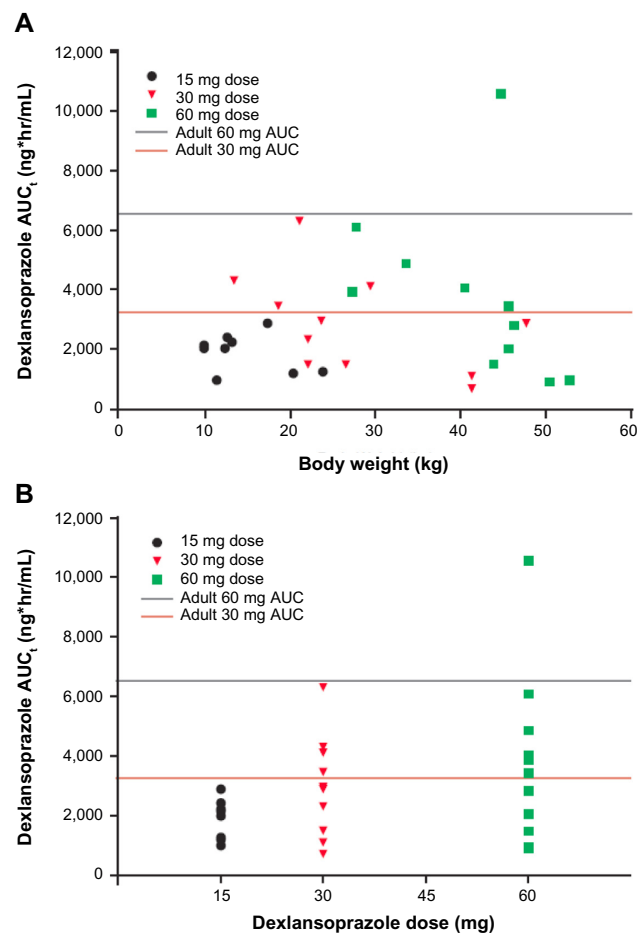 A
12,000
10,000
8,000
6,000
4,000
2,000
0
Dexlansoprazole AUCt (ng*hr/mL)
15 mg dose
30 mg dose
60 mg dose
Adult 60 mg AUC
Adult 30 mg AUC
0 10 20 30 40 50 60
Body weight (kg)
B
12,000
10,000
8,000
6,000
4,000
2,000
0
Dexlansoprazole AUCt (ng*hr/mL)
15 mg dose
30 mg dose
60 mg dose
Adult 60 mg AUC
Adult 30 mg AUC
15 30 45 60
Dexlansoprazole dose (mg)